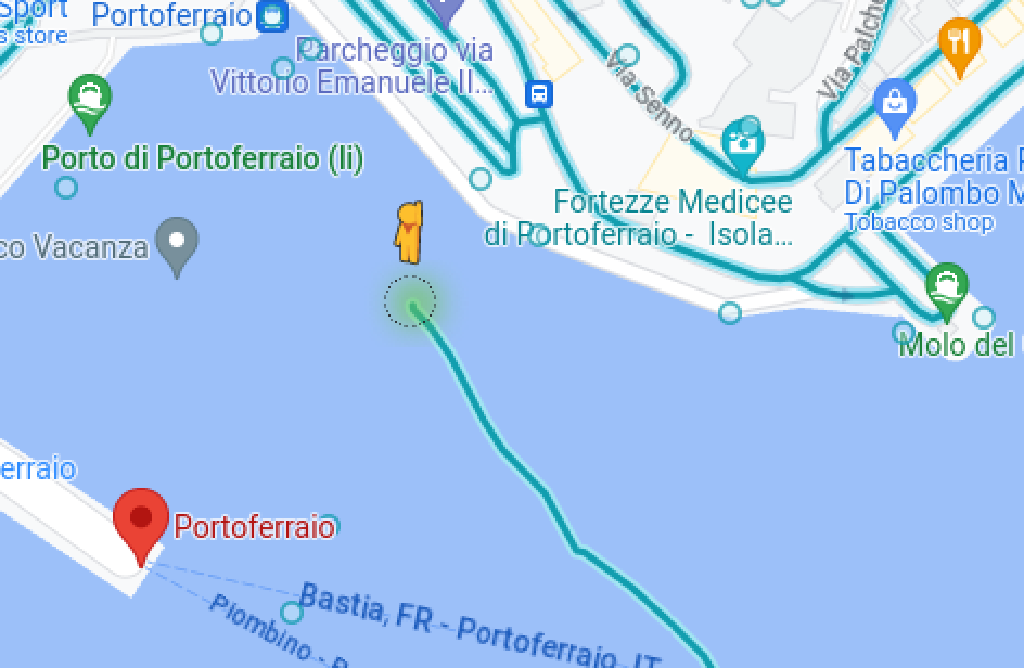 Sport
s store
Portoferraio
Parcheggio via
Vittorio Emanuele II...
Via Senno
Via Palche
Porto di Portoferraio (li)
Tabaccheria
Di Palombo M
Tobacco shop
Fortezze Medicee
di Portoferraio - Isola...
co Vacanza
Molo del
erraio
Portoferraio
Bastia, FR - Portoferraio, IT
Piombino - P